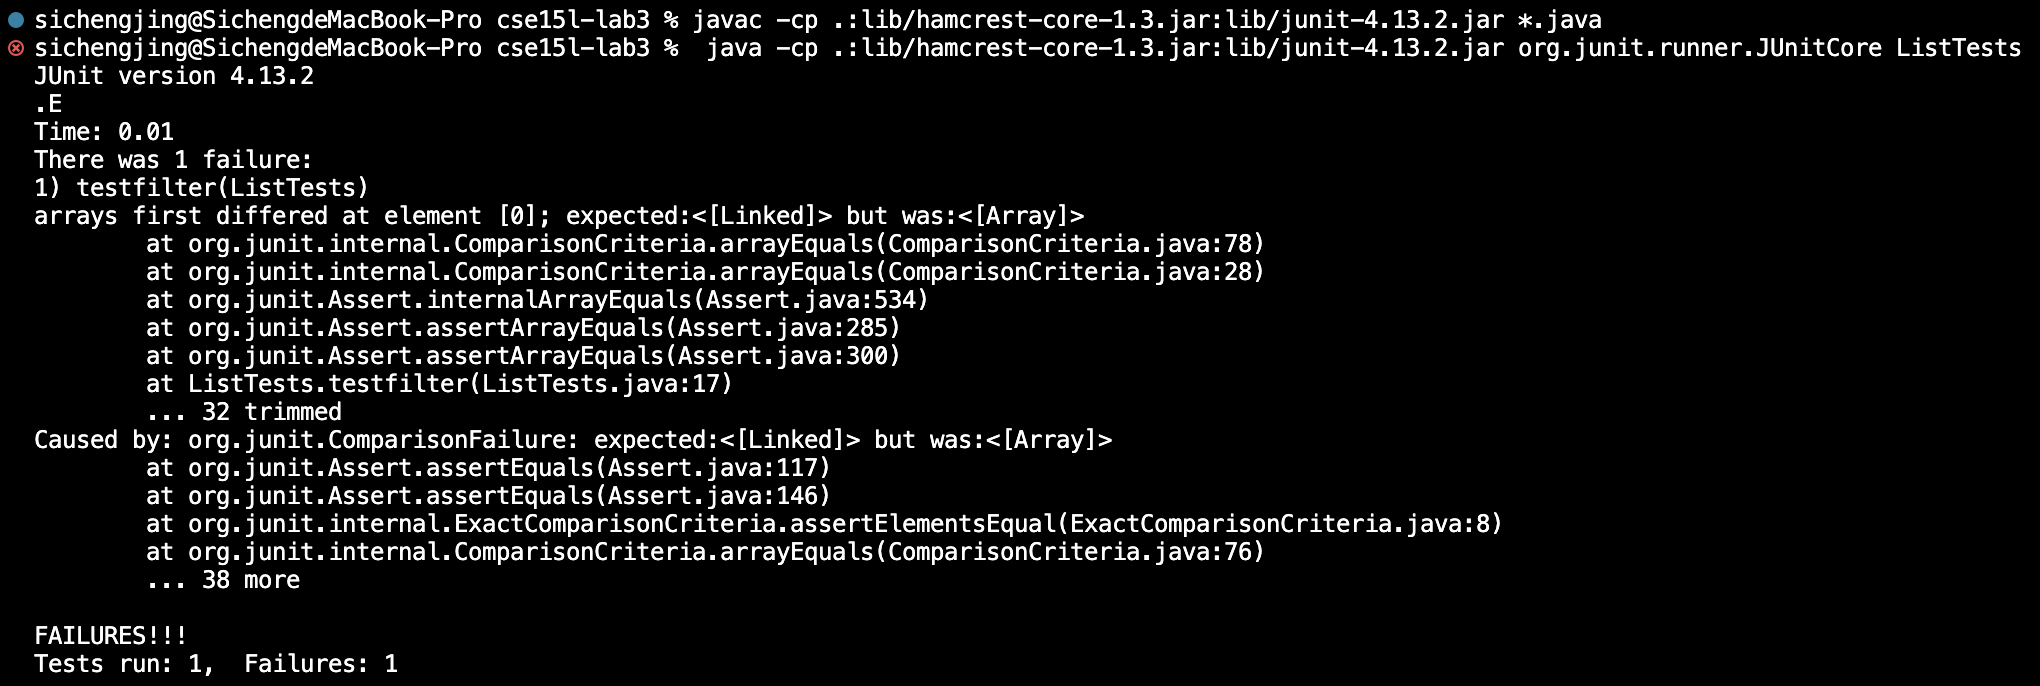 sichengjing@SichengdeMacBook-Pro cse15l-lab3 % javac -cp .:lib/hamcrest-core-1.3.jar:lib/junit-4.13.2.jar *.java
sichengjing@SichengdeMacBook-Pro cse15l-lab3 %  java -cp .:lib/hamcrest-core-1.3.jar:lib/junit-4.13.2.jar org.junit.runner.JUnitCore ListTests
JUnit version 4.13.2
.E
Time: 0.01
There was 1 failure:
1) testfilter(ListTests)
arrays first differed at element [0]; expected:<[Linked]> but was:<[Array]>
        at org.junit.internal.ComparisonCriteria.arrayEquals(ComparisonCriteria.java:78)
        at org.junit.internal.ComparisonCriteria.arrayEquals(ComparisonCriteria.java:28)
        at org.junit.Assert.internalArrayEquals(Assert.java:534)
        at org.junit.Assert.assertArrayEquals(Assert.java:285)
        at org.junit.Assert.assertArrayEquals(Assert.java:300)
        at ListTests.testfilter(ListTests.java:17)
        ... 32 trimmed
Caused by: org.junit.ComparisonFailure: expected:<[Linked]> but was:<[Array]>
        at org.junit.Assert.assertEquals(Assert.java:117)
        at org.junit.Assert.assertEquals(Assert.java:146)
        at org.junit.internal.ExactComparisonCriteria.assertElementsEqual(ExactComparisonCriteria.java:8)
        at org.junit.internal.ComparisonCriteria.arrayEquals(ComparisonCriteria.java:76)
        ... 38 more

FAILURES!!!
Tests run: 1,  Failures: 1